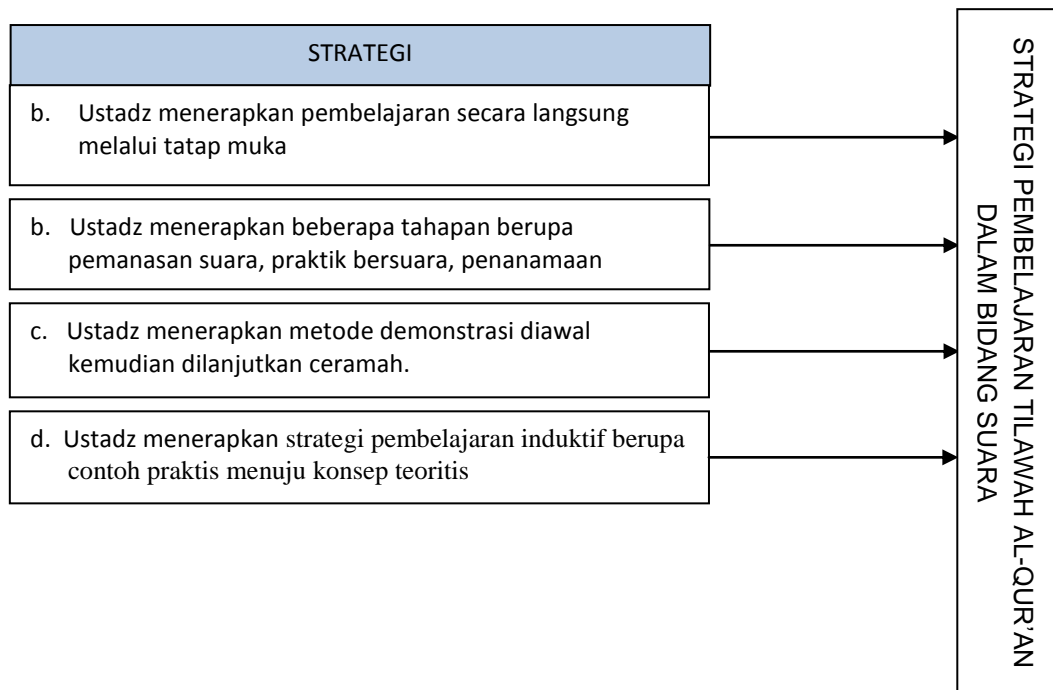 STRATEGI
b. Ustadz menerapkan pembelajaran secara langsung
melalui tatap muka
b. Ustadz menerapkan beberapa tahapan berupa
pemanasan suara, praktik bersuara, penanamaan
c. Ustadz menerapkan metode demonstrasi diawal
kemudian dilanjutkan ceramah.
d. Ustadz menerapkan strategi pembelajaran induktif berupa
contoh praktis menuju konsep teoritis
STRATEGI PEMBELAJARAN TILAWAH AL-QUR’AN
DALAM BIDANG SUARA